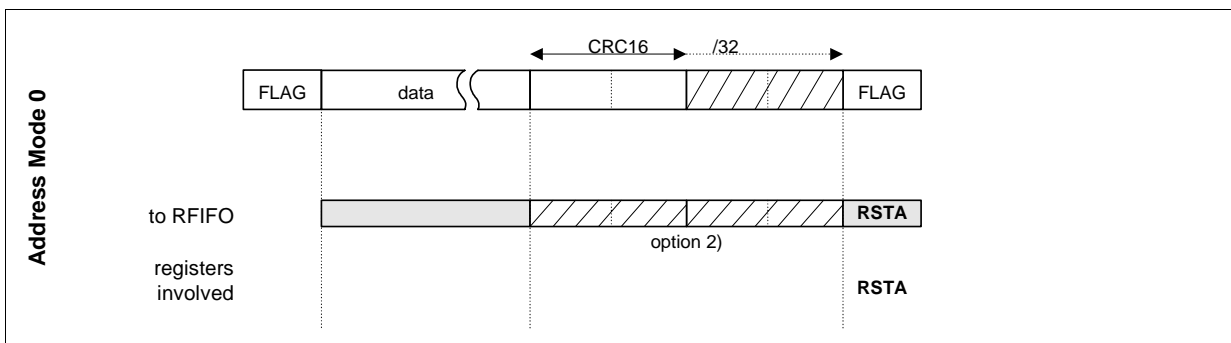 Address Mode 0
CRC16 /32
FLAG data FLAG
to RFIFO RSTA
option 2)
registers
involved RSTA